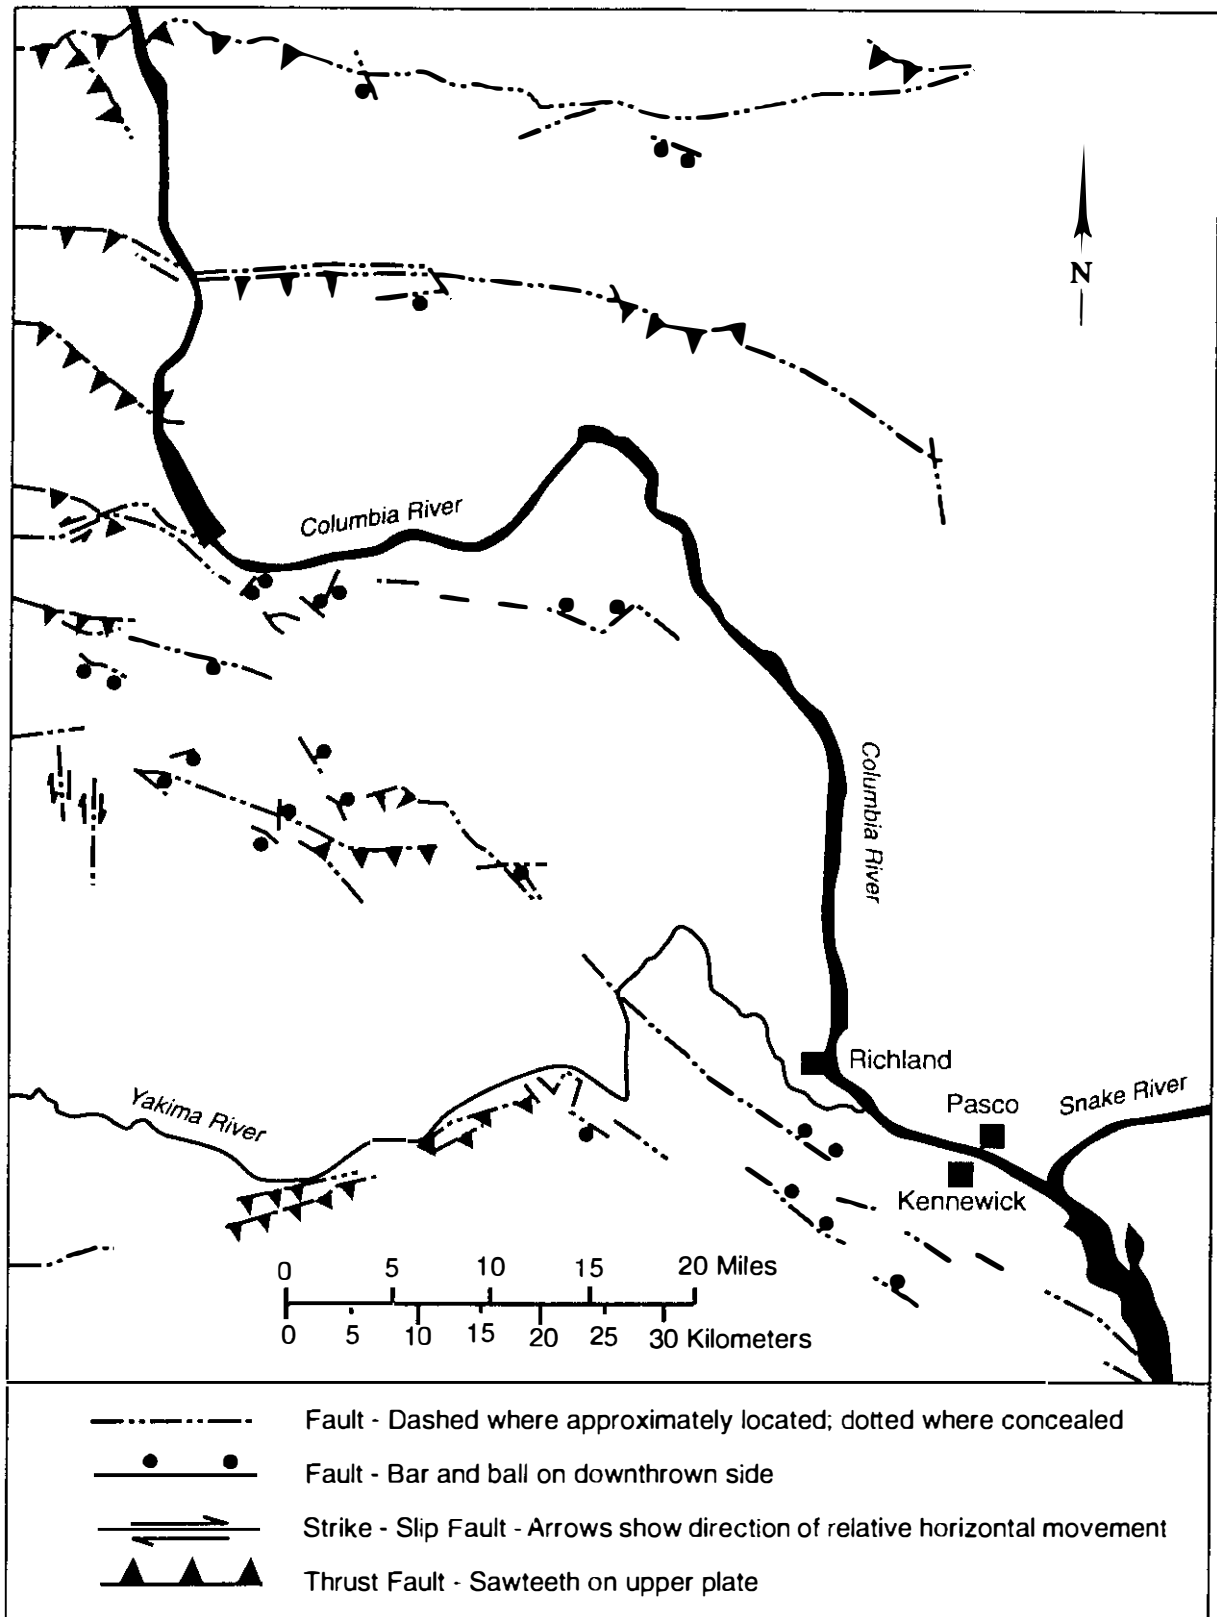 N
Columbia River
Columbia River
Richland
Pasco
Snake River
Kennewick
Yakima River
0 5 10 15 20 Miles
0 5 10 15 20 25 30 Kilometers
Fault - Dashed where approximately located; dotted where concealed
Fault - Bar and ball on downthrown side
Strike - Slip Fault - Arrows show direction of relative horizontal movement
Thrust Fault - Sawteeth on upper plate